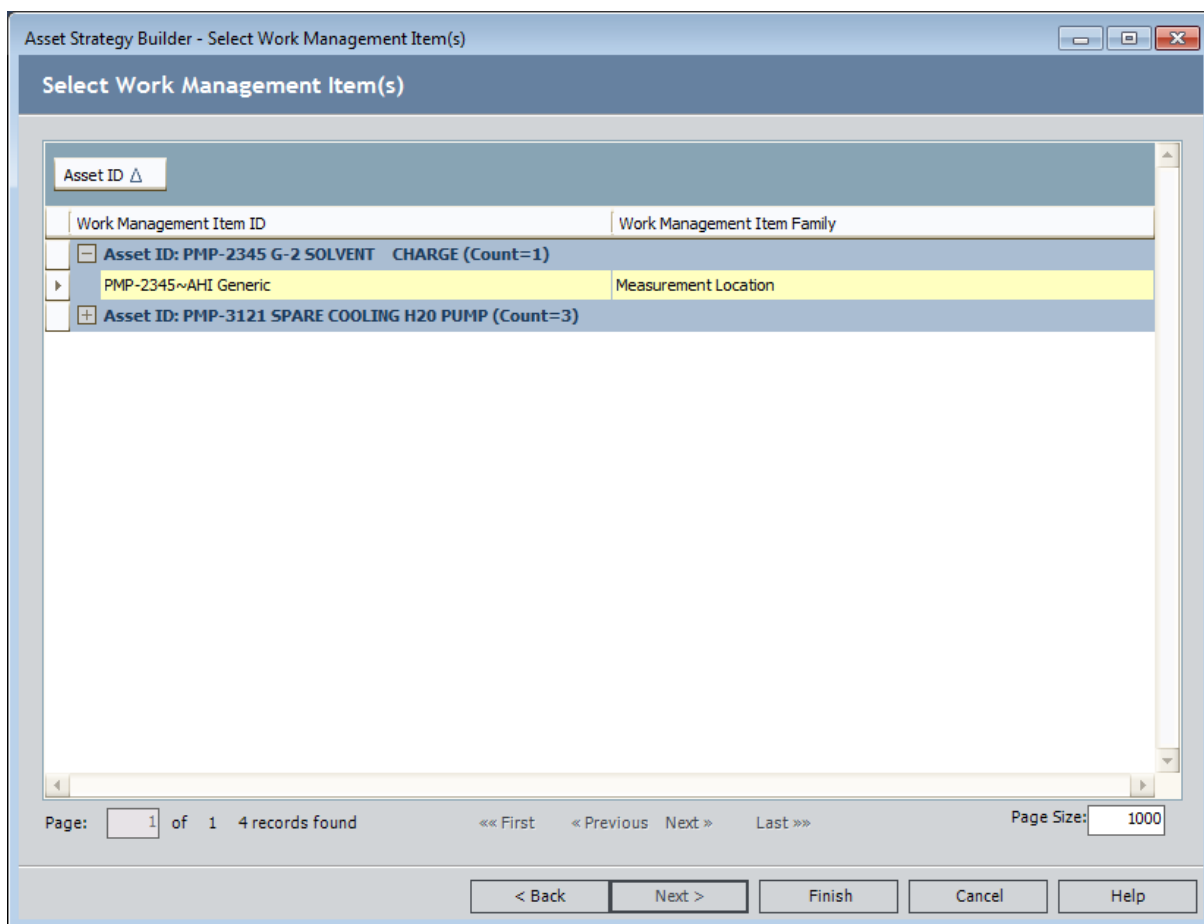 Asset Strategy Builder - Select Work Management Item(s)
Select Work Management Item(s)
Asset ID
Work Management Item ID Work Management Item Family
Asset ID: PMP-2345 G-2 SOLVENT CHARGE (Count=1)
PMP-2345~AHI Generic Measurement Location
Asset ID: PMP-3121 SPARE COOLING H20 PUMP (Count=3)
Page: 1 of 1 4 records found «« First « Previous Next » Last »» Page Size: 1000
< Back Next > Finish Cancel Help